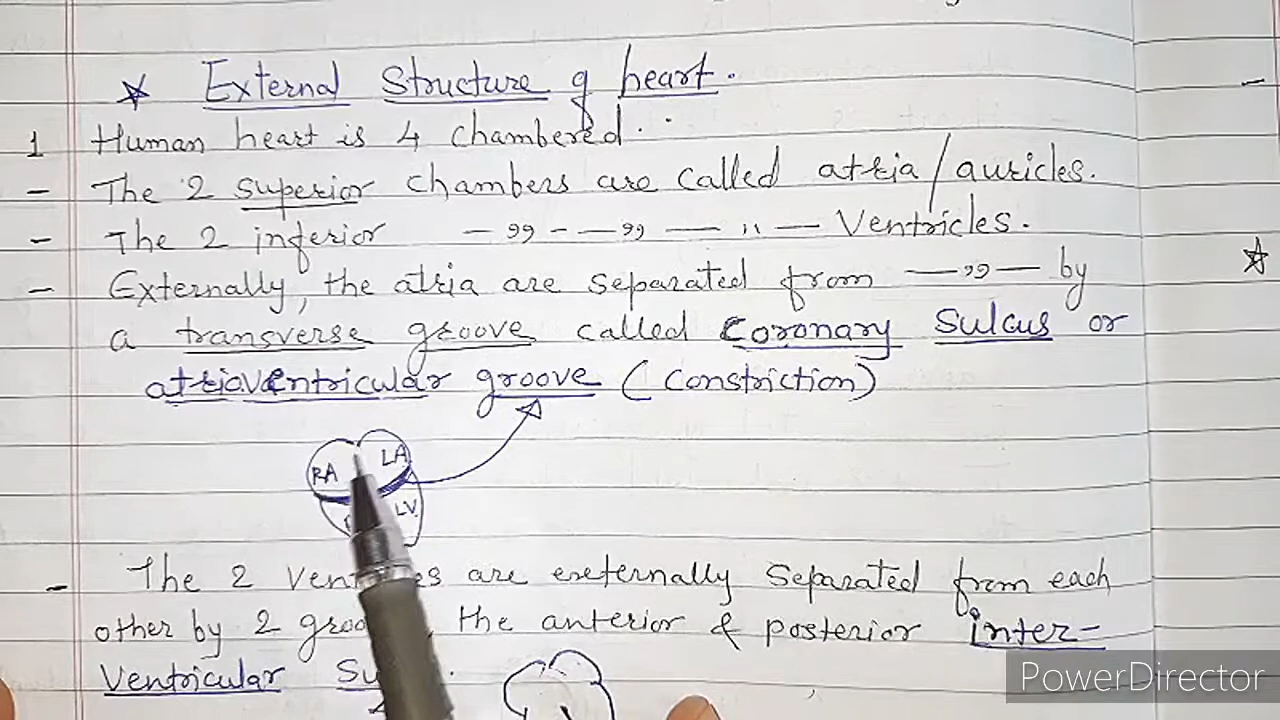 ☆ External Structure of heart.
1 Human heart is 4 chambered.
- The 2 superior chambers are called atria/auricles.
- The 2 inferior —,,— —,,— —,,— Ventricles.
- Externally, the atria are separated from —,,— by
a transverse groove called Coronary Sulcus or
atrioventricular groove (Constriction)
RA LA
LV
- The 2 are externally Separated from each
other by 2 the anterior & posterior inter-
Ventricular
PowerDirector